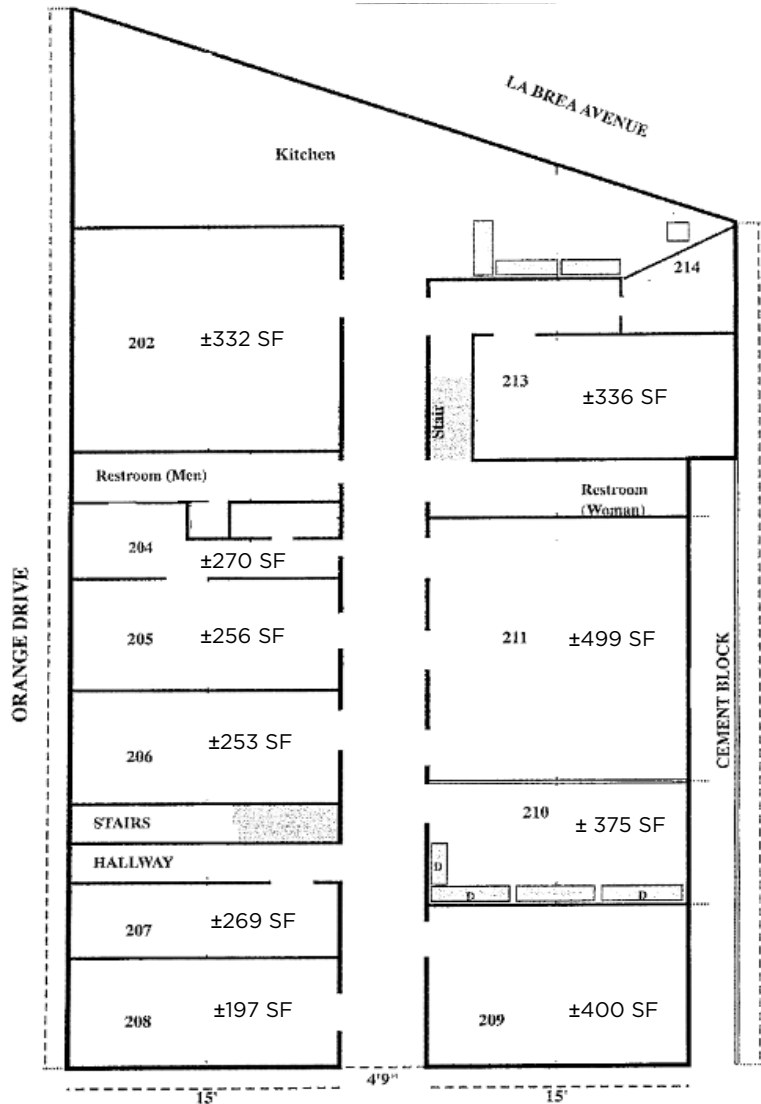 LA BREA AVENUE
Kitchen
214
202
±332 SF
213
±336 SF
Stair
Restroom (Men)
Restroom
(Woman)
204
±270 SF
205
±256 SF
211
±499 SF
ORANGE DRIVE
CEMENT BLOCK
206
±253 SF
210
± 375 SF
STAIRS
HALLWAY
D
D
D
207
±269 SF
208
±197 SF
209
±400 SF
4'9"
15'
15'